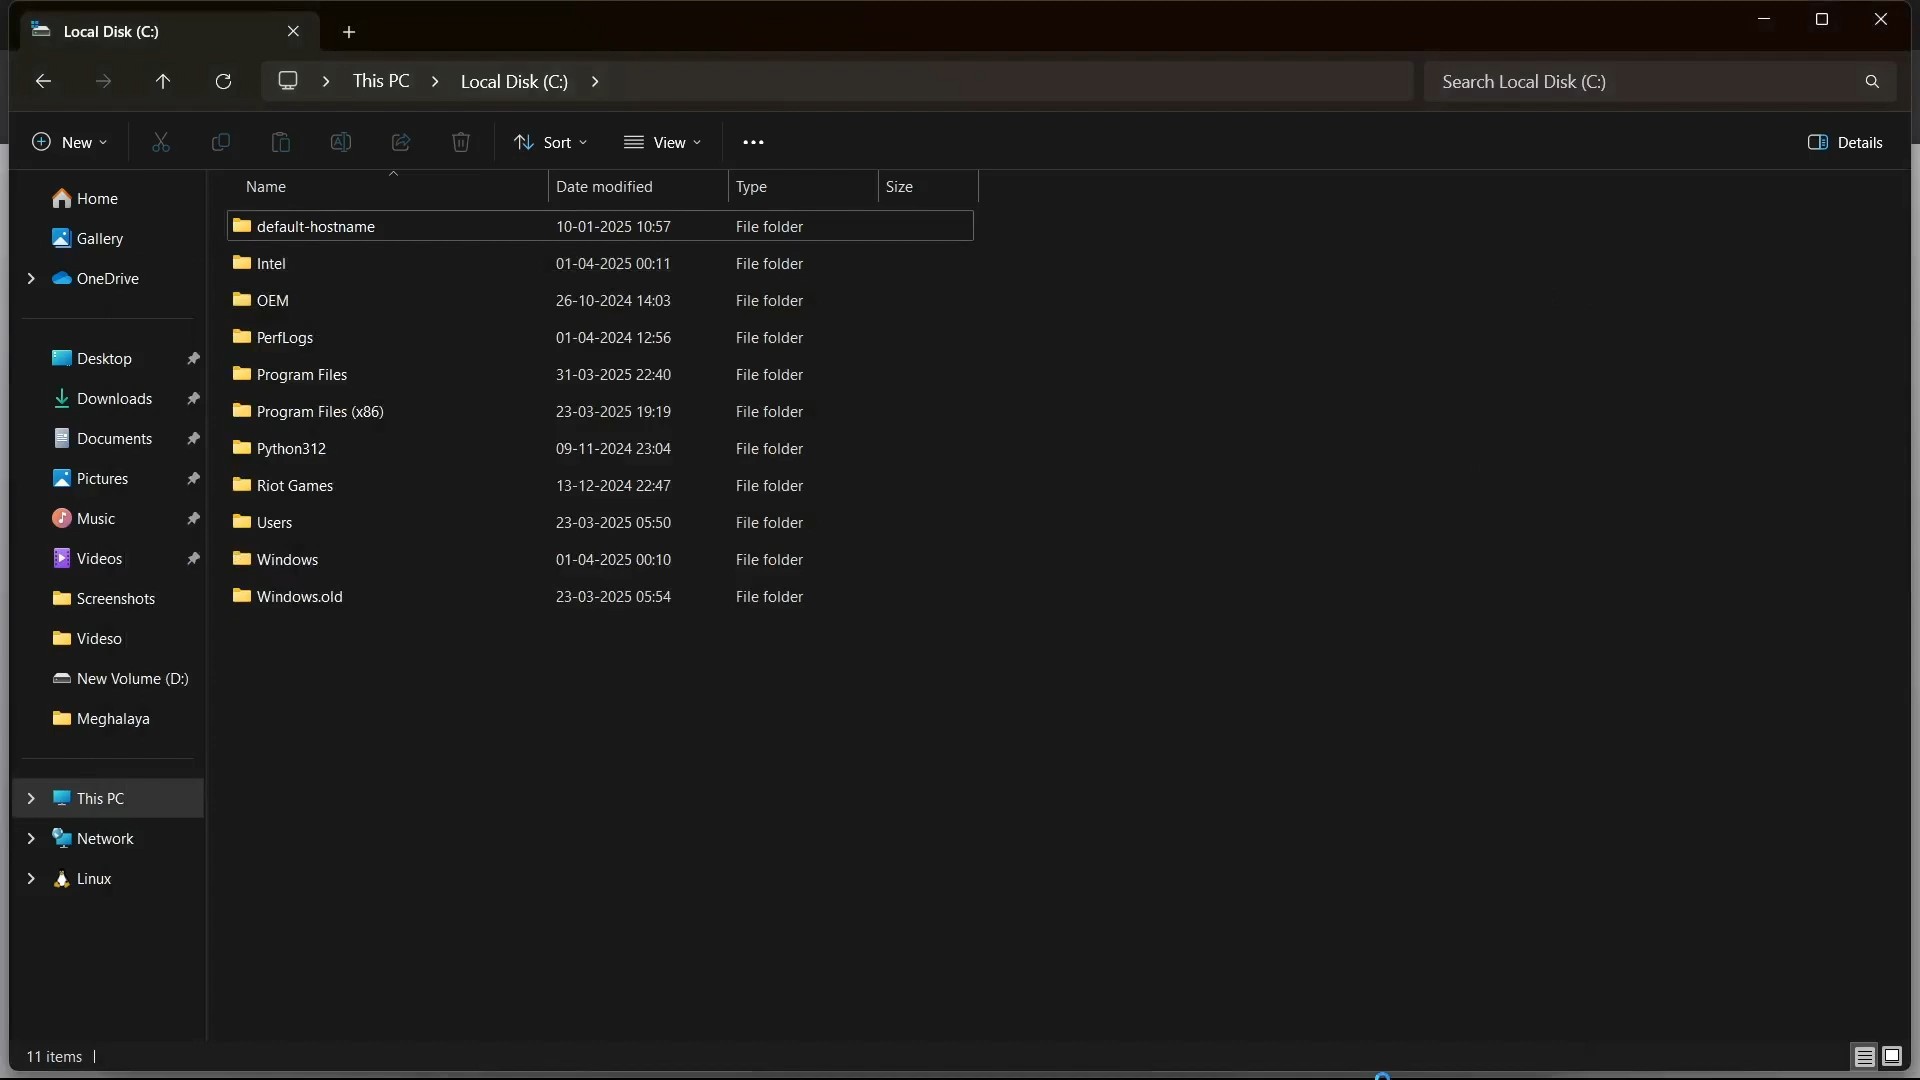 Local Disk (C:)
This PC > Local Disk (C:) >
Search Local Disk (C:)
New
Sort
View
Details
Name Date modified Type Size
Home
Gallery
OneDrive
Desktop
Downloads
Documents
Pictures
Music
Videos
Screenshots
Videso
New Volume (D:)
Meghalaya
This PC
Network
Linux
default-hostname 10-01-2025 10:57 File folder
Intel 01-04-2025 00:11 File folder
OEM 26-10-2024 14:03 File folder
PerfLogs 01-04-2024 12:56 File folder
Program Files 31-03-2025 22:40 File folder
Program Files (x86) 23-03-2025 19:19 File folder
Python312 09-11-2024 23:04 File folder
Riot Games 13-12-2024 22:47 File folder
Users 23-03-2025 05:50 File folder
Windows 01-04-2025 00:10 File folder
Windows.old 23-03-2025 05:54 File folder
11 items